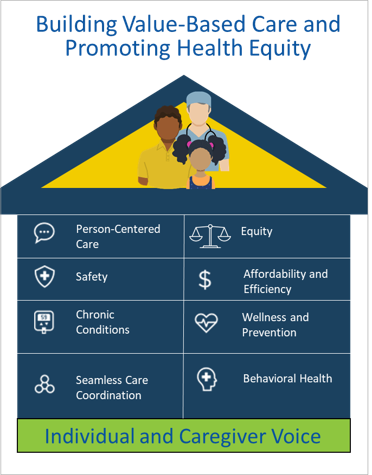 Building Value-Based Care and
Promoting Health Equity
Person-Centered
Care
Equity
Safety
Affordability and
Efficiency
Chronic
Conditions
Wellness and
Prevention
Seamless Care
Coordination
Behavioral Health
Individual and Caregiver Voice